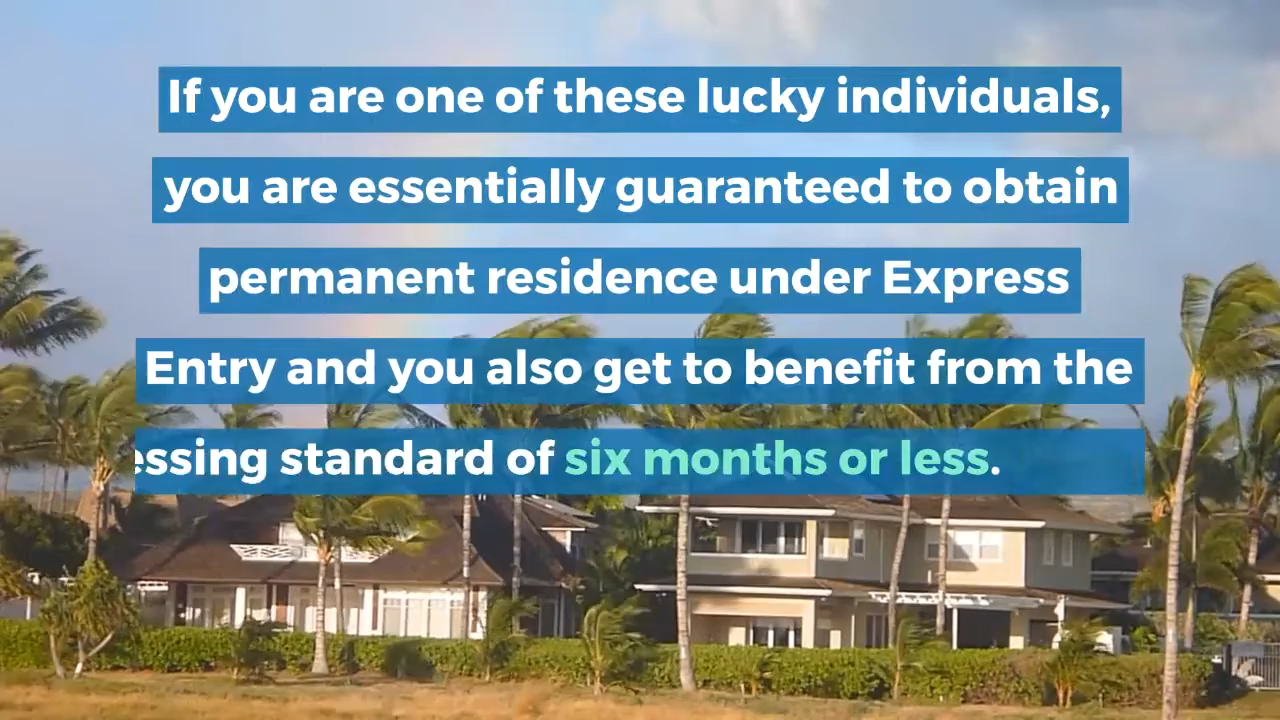 If you are one of these lucky individuals,
you are essentially guaranteed to obtain
permanent residence under Express
Entry and you also get to benefit from the
standard of six months or less.